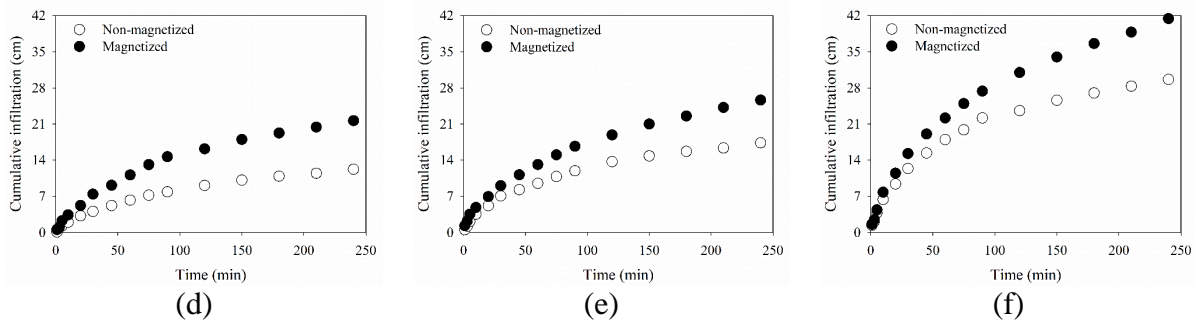 42
35
28
21
14
7
0
Cumulative infiltration (cm)
Non-magnetized
Magnetized
0 50 100 150 200 250
Time (min)
(d)
42
35
28
21
14
7
0
Cumulative infiltration (cm)
Non-magnetized
Magnetized
0 50 100 150 200 250
Time (min)
(e)
42
35
28
21
14
7
0
Cumulative infiltration (cm)
Non-magnetized
Magnetized
0 50 100 150 200 250
Time (min)
(f)